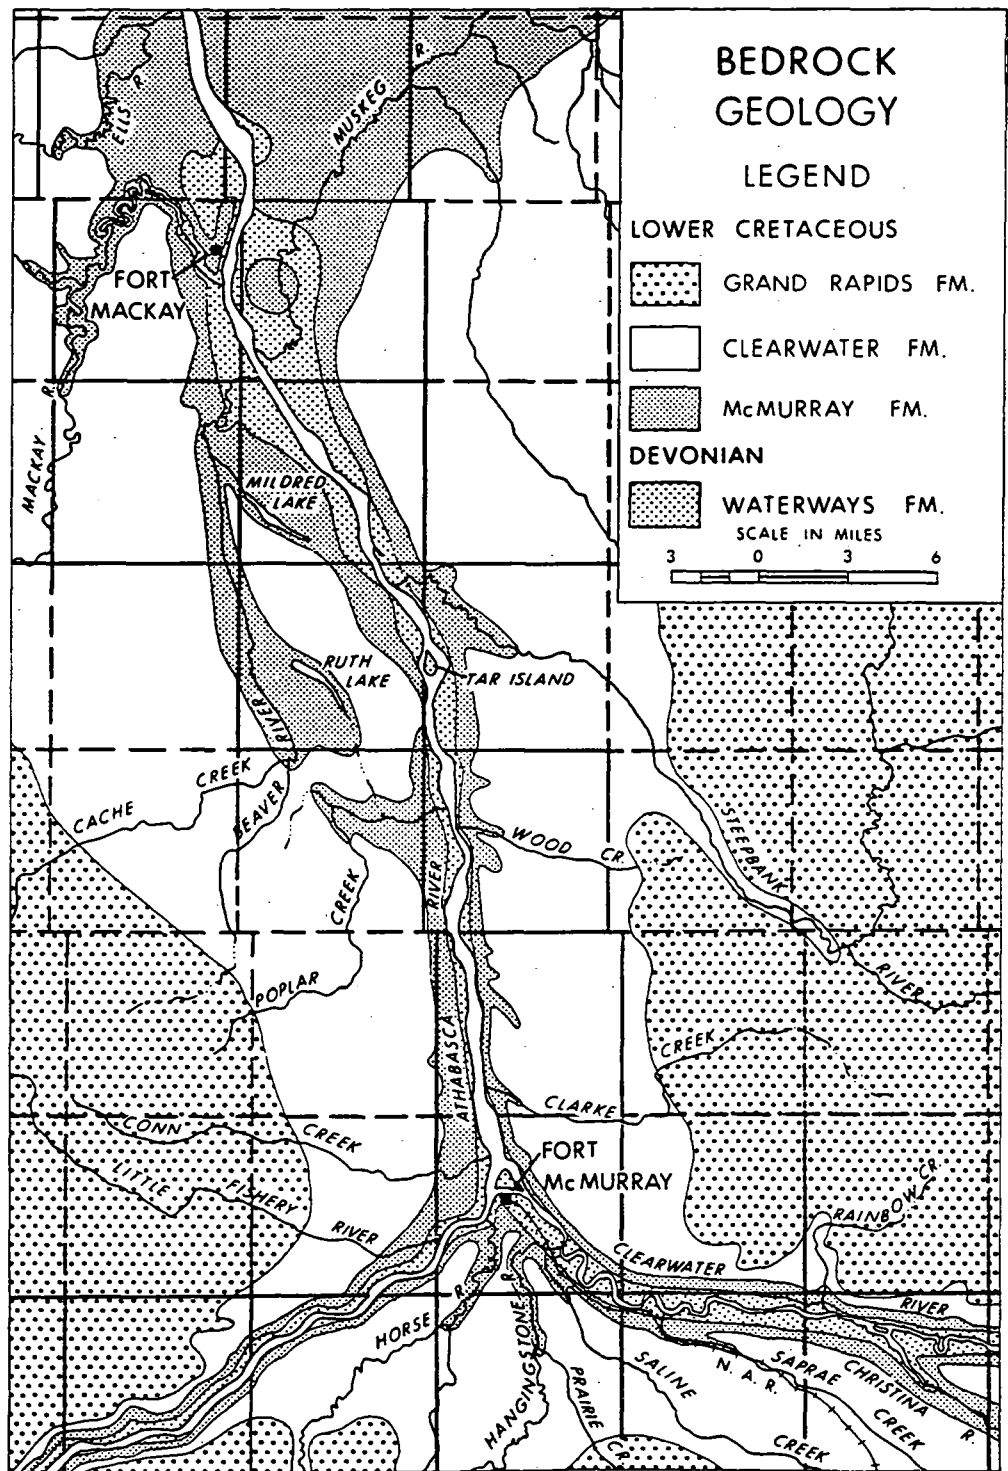 BEDROCK
GEOLOGY
LEGEND
LOWER CRETACEOUS
GRAND RAPIDS FM.
CLEARWATER FM.
McMURRAY FM.
DEVONIAN
WATERWAYS FM.
SCALE IN MILES
3 0 3 6
ELLS R.
MUSKEG R.
FORT
MACKAY
MACKAY R.
MILDRED
LAKE
RUTH
LAKE
TAR ISLAND
BEAVER RIVER
CACHE CREEK
WOOD CR.
STEEPBANK RIVER
POPLAR CREEK
ATHABASCA RIVER
CLARKE CREEK
CONN CREEK
LITTLE FISHERY RIVER
FORT
McMURRAY
RAINBOW CR.
CLEARWATER RIVER
HORSE R.
HANGINGSTONE R.
PRAIRIE CR.
SALINE CREEK
N. A. R.
SAPRAE CREEK
CHRISTINA R.